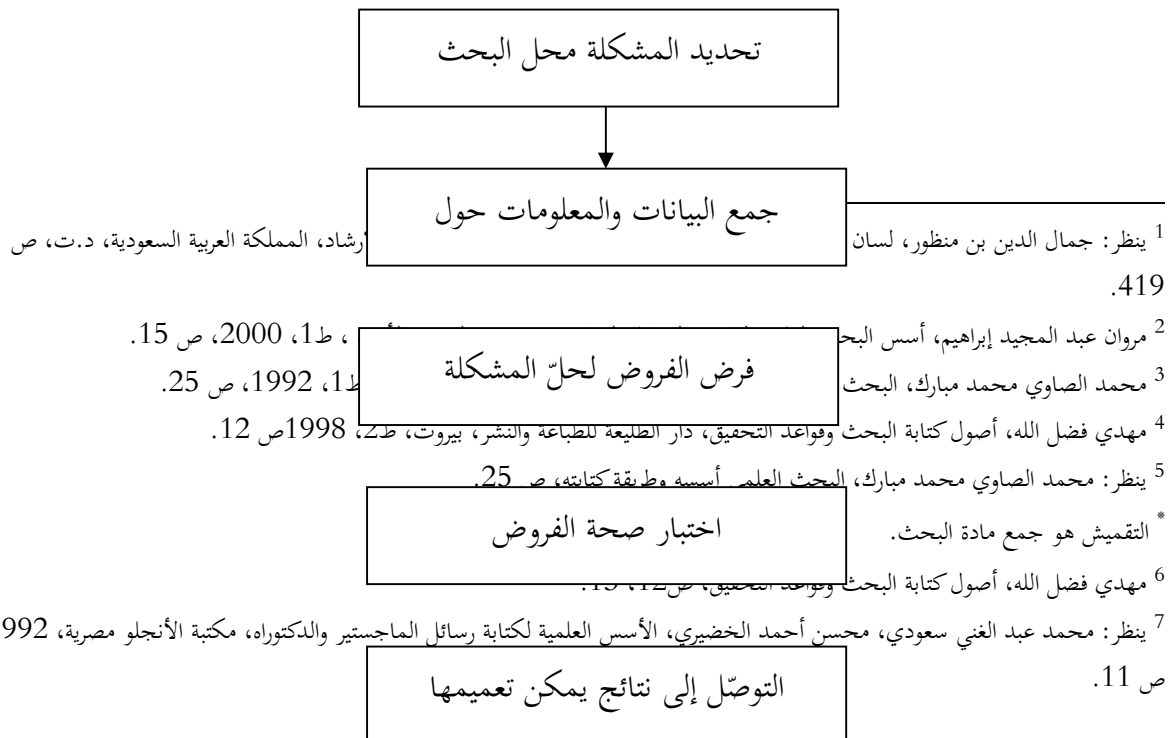 تحديد المشكلة محل البحث
جمع البيانات والمعلومات حول
فرض الفروض لحلّ المشكلة
اختبار صحة الفروض
التوصّل إلى نتائج يمكن تعميمها
1 ينظر: جمال الدين بن منظور، لسان رشاد، المملكة العربية السعودية، د.ت، ص
419.
2 مروان عبد المجيد إبراهيم، أسس البحث ، ط1، 2000، ص 15.
3 محمد الصاوي محمد مبارك، البحث ط1، 1992، ص 25.
4 مهدي فضل الله، أصول كتابة البحث وقواعد التحقيق، دار الطليعة للطباعة والنشر، بيروت، ط2، 1998ص 12.
5 ينظر: محمد الصاوي محمد مبارك، البحث العلمي أسسه وطريقة كتابته، ص 25.
* التقميش هو جمع مادة البحث.
6 مهدي فضل الله، أصول كتابة البحث وقواعد التحقيق، ص12، 13.
7 ينظر: محمد عبد الغني سعودي، محسن أحمد الخضيري، الأسس العلمية لكتابة رسائل الماجستير والدكتوراه، مكتبة الأنجلو مصرية، 992
ص 11.